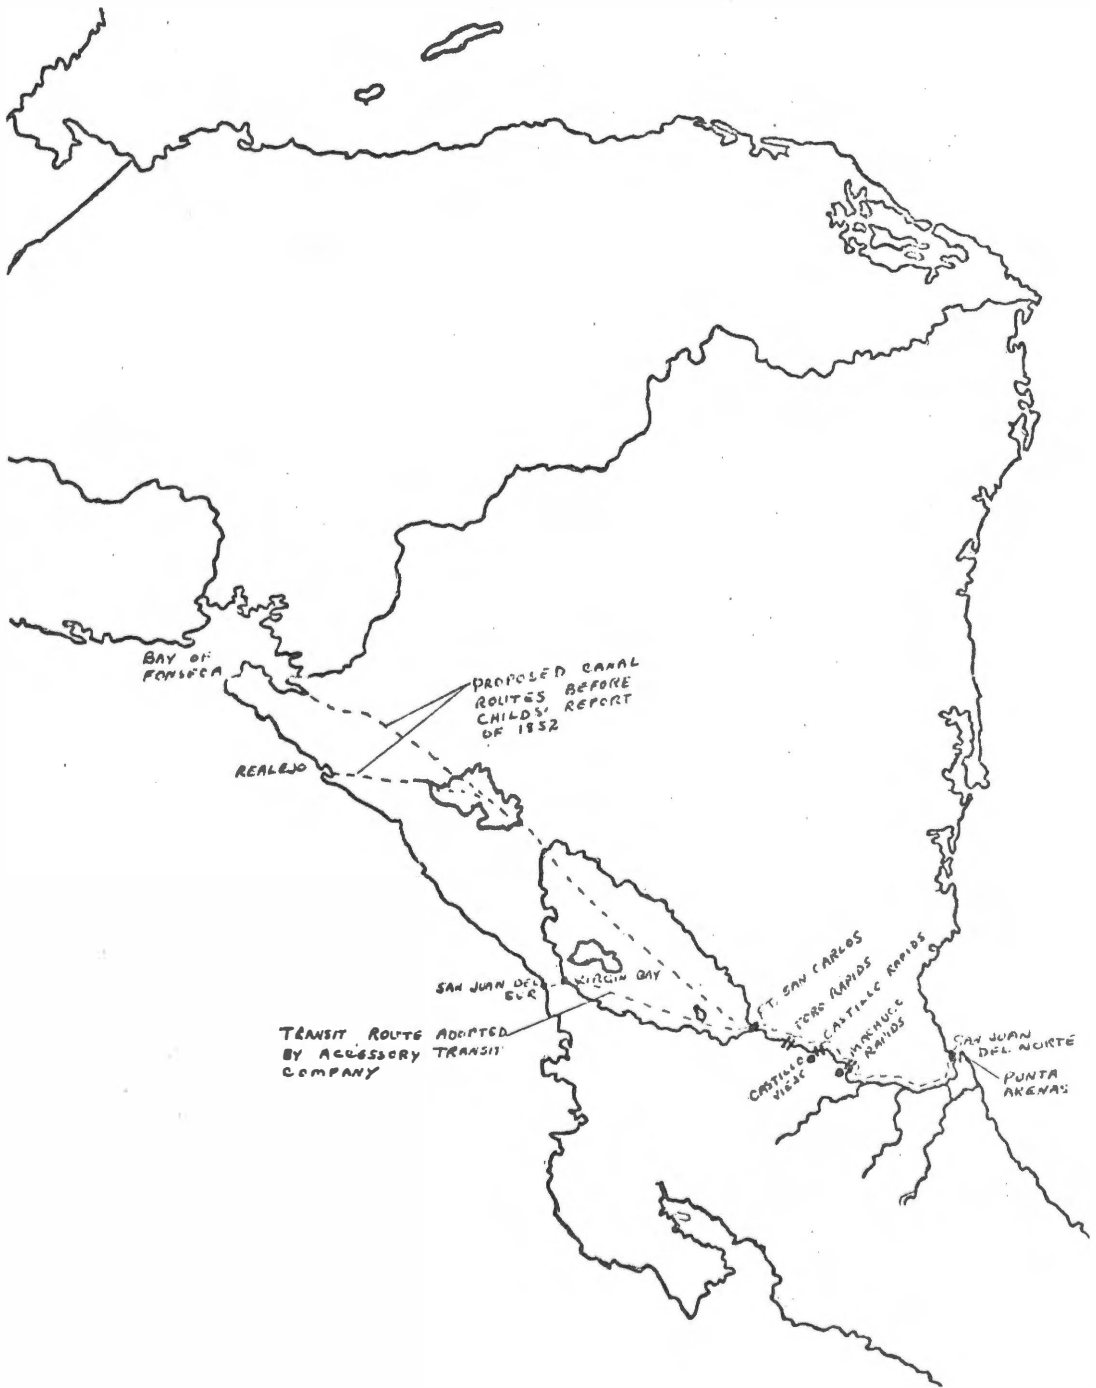 BAY OF
FONSECA
PROPOSED CANAL
ROUTES BEFORE
CHILDS' REPORT
OF 1852
REALEJO
SAN JUAN DEL
SUR
VIRGIN BAY
TRANSIT ROUTE ADOPTED
BY ACCESSORY TRANSIT
COMPANY
FT. SAN CARLOS
TORO RAPIDS
CASTILLO RAPIDS
MACHUCA
RAPIDS
CASTILLO
VIEJO
SAN JUAN
DEL NORTE
PUNTA
ARENAS